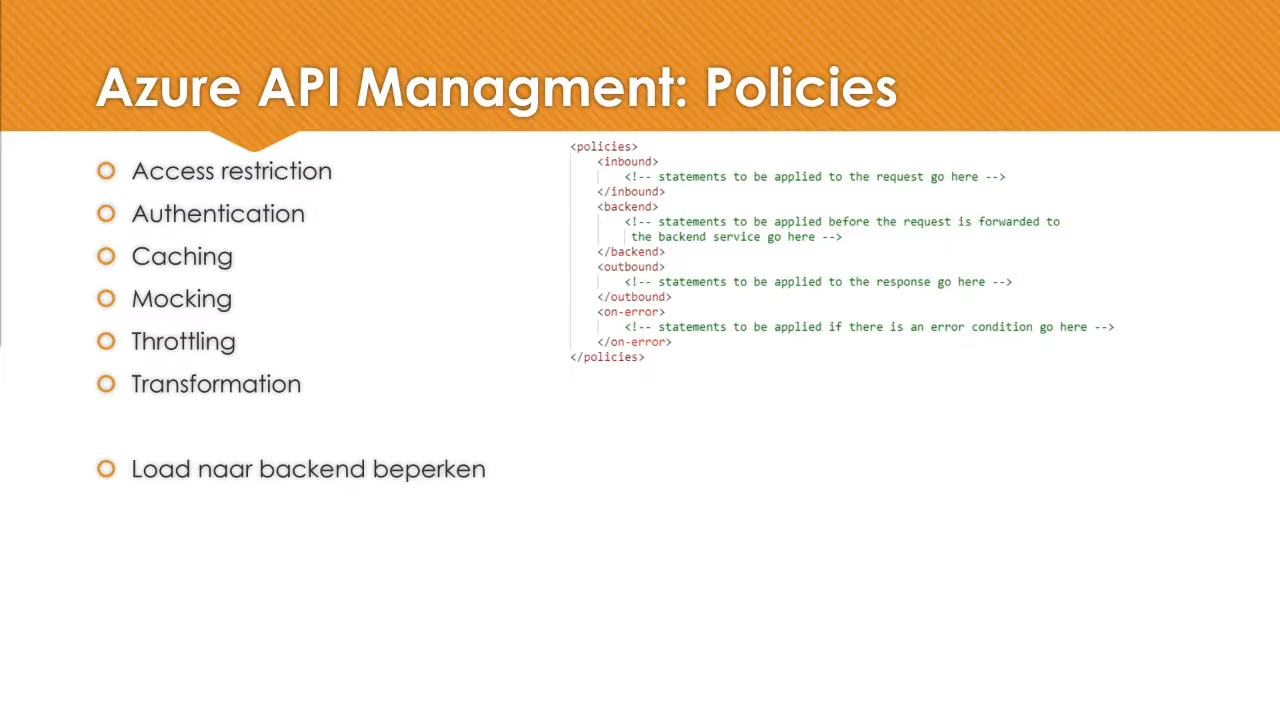 Azure API Managment: Policies
Access restriction
Authentication
Caching
Mocking
Throttling
Transformation
Load naar backend beperken
<policies>
<inbound>
<!-- statements to be applied to the request go here -->
</inbound>
<backend>
<!-- statements to be applied before the request is forwarded to
the backend service go here -->
</backend>
<outbound>
<!-- statements to be applied to the response go here -->
</outbound>
<on-error>
<!-- statements to be applied if there is an error condition go here -->
</on-error>
</policies>